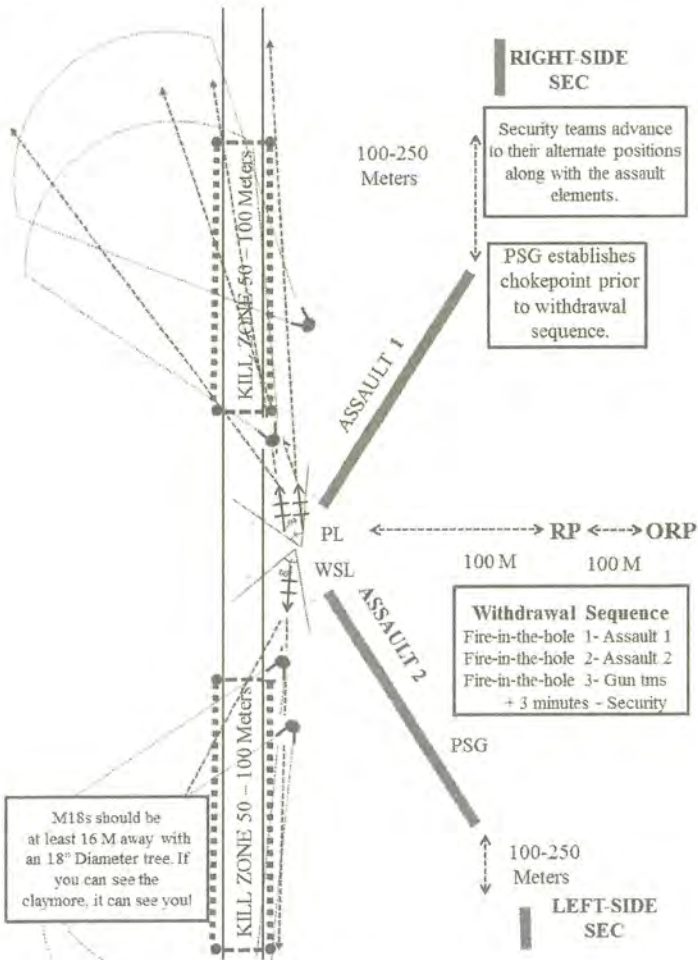 RIGHT-SIDE
SEC
Security teams advance
to their alternate positions
along with the assault
elements.
100-250
Meters
PSG establishes
chokepoint prior
to withdrawal
sequence.
KILL ZONE 50 – 100 Meters
ASSAULT 1
PL
RP
ORP
WSL
100 M
100 M
ASSAULT 2
Withdrawal Sequence
Fire-in-the-hole 1- Assault 1
Fire-in-the-hole 2- Assault 2
Fire-in-the-hole 3- Gun tms
+ 3 minutes - Security
PSG
KILL ZONE 50 – 100 Meters
M18s should be
at least 16 M away with
an 18" Diameter tree. If
you can see the
claymore, it can see you!
100-250
Meters
LEFT-SIDE
SEC